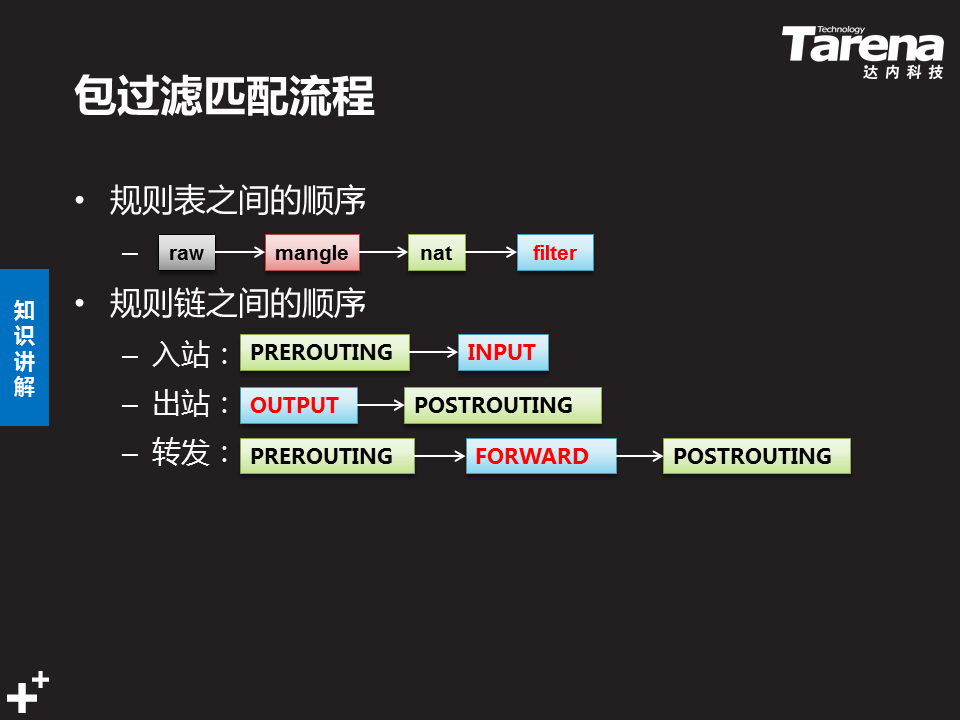 Technology
Tarena
达内科技
包过滤匹配流程
• 规则表之间的顺序
– raw mangle nat filter
• 规则链之间的顺序
– 入站： PREROUTING INPUT
– 出站： OUTPUT POSTROUTING
– 转发： PREROUTING FORWARD POSTROUTING
知
识
讲
解